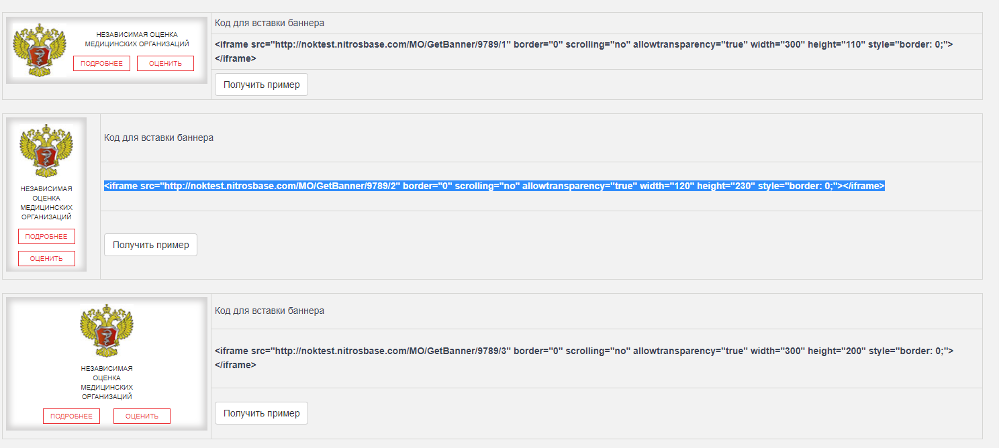 НЕЗАВИСИМАЯ ОЦЕНКА
МЕДИЦИНСКИХ ОРГАНИЗАЦИЙ
ПОДРОБНЕЕ
ОЦЕНИТЬ
Код для вставки баннера
<iframe src="http://noktest.nitrosbase.com/MO/GetBanner/9789/1" border="0" scrolling="no" allowtransparency="true" width="300" height="110" style="border: 0;">
</iframe>
Получить пример
НЕЗАВИСИМАЯ
ОЦЕНКА
МЕДИЦИНСКИХ
ОРГАНИЗАЦИЙ
ПОДРОБНЕЕ
ОЦЕНИТЬ
Код для вставки баннера
<iframe src="http://noktest.nitrosbase.com/MO/GetBanner/9789/2" border="0" scrolling="no" allowtransparency="true" width="120" height="230" style="border: 0;"></iframe>
Получить пример
НЕЗАВИСИМАЯ
ОЦЕНКА
МЕДИЦИНСКИХ
ОРГАНИЗАЦИЙ
ПОДРОБНЕЕ
ОЦЕНИТЬ
Код для вставки баннера
<iframe src="http://noktest.nitrosbase.com/MO/GetBanner/9789/3" border="0" scrolling="no" allowtransparency="true" width="300" height="200" style="border: 0;">
</iframe>
Получить пример